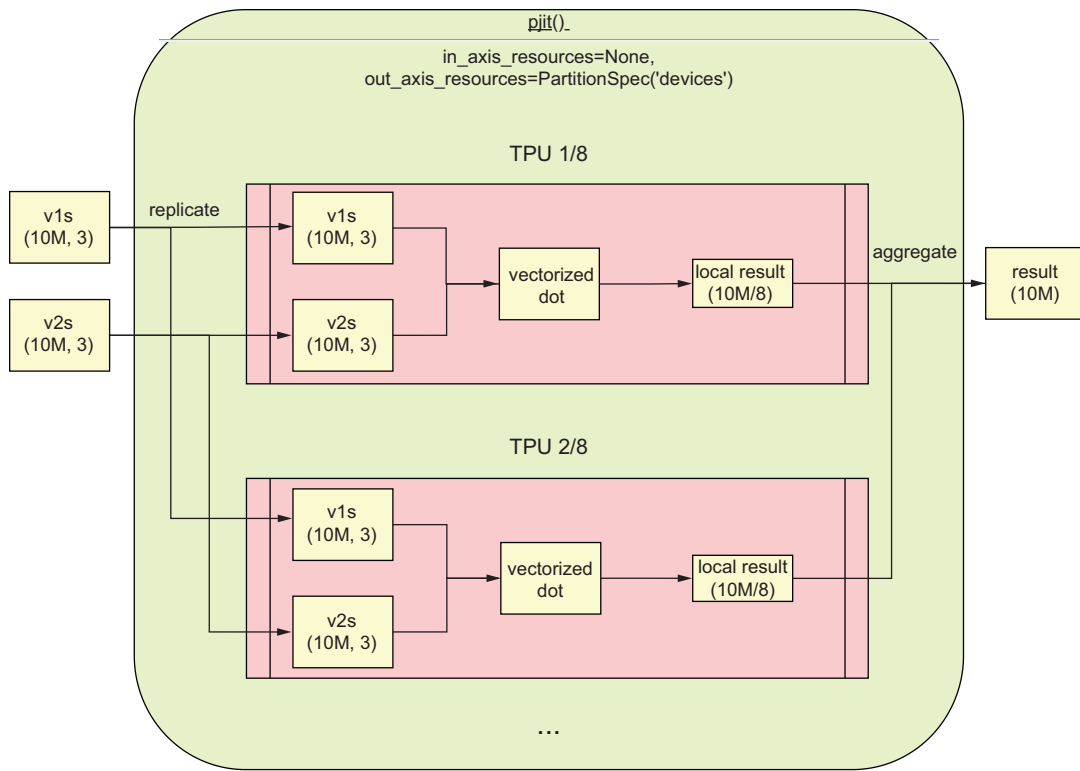 pjit()
in_axis_resources=None,
out_axis_resources=PartitionSpec('devices')
TPU 1/8
v1s
(10M, 3)
replicate
v1s
(10M, 3)
vectorized
dot
local result
(10M/8)
aggregate
result
(10M)
v2s
(10M, 3)
v2s
(10M, 3)
TPU 2/8
v1s
(10M, 3)
vectorized
dot
local result
(10M/8)
v2s
(10M, 3)
...